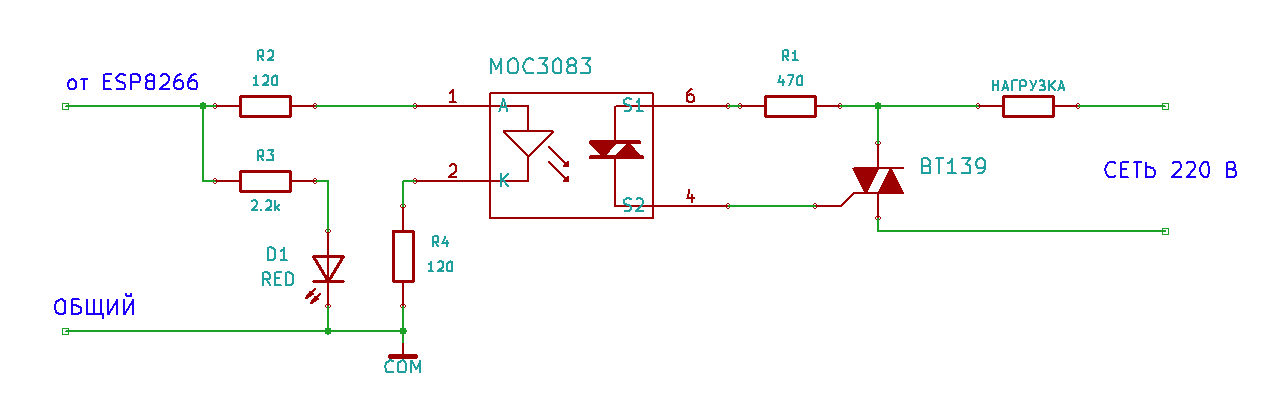 R2
120
от ESP8266
R3
2.2k
D1
RED
ОБЩИЙ
R4
120
COM
MOC3083
1
A
2
K
S1
6
S2
4
R1
470
НАГРУЗКА
BT139
СЕТЬ 220 В